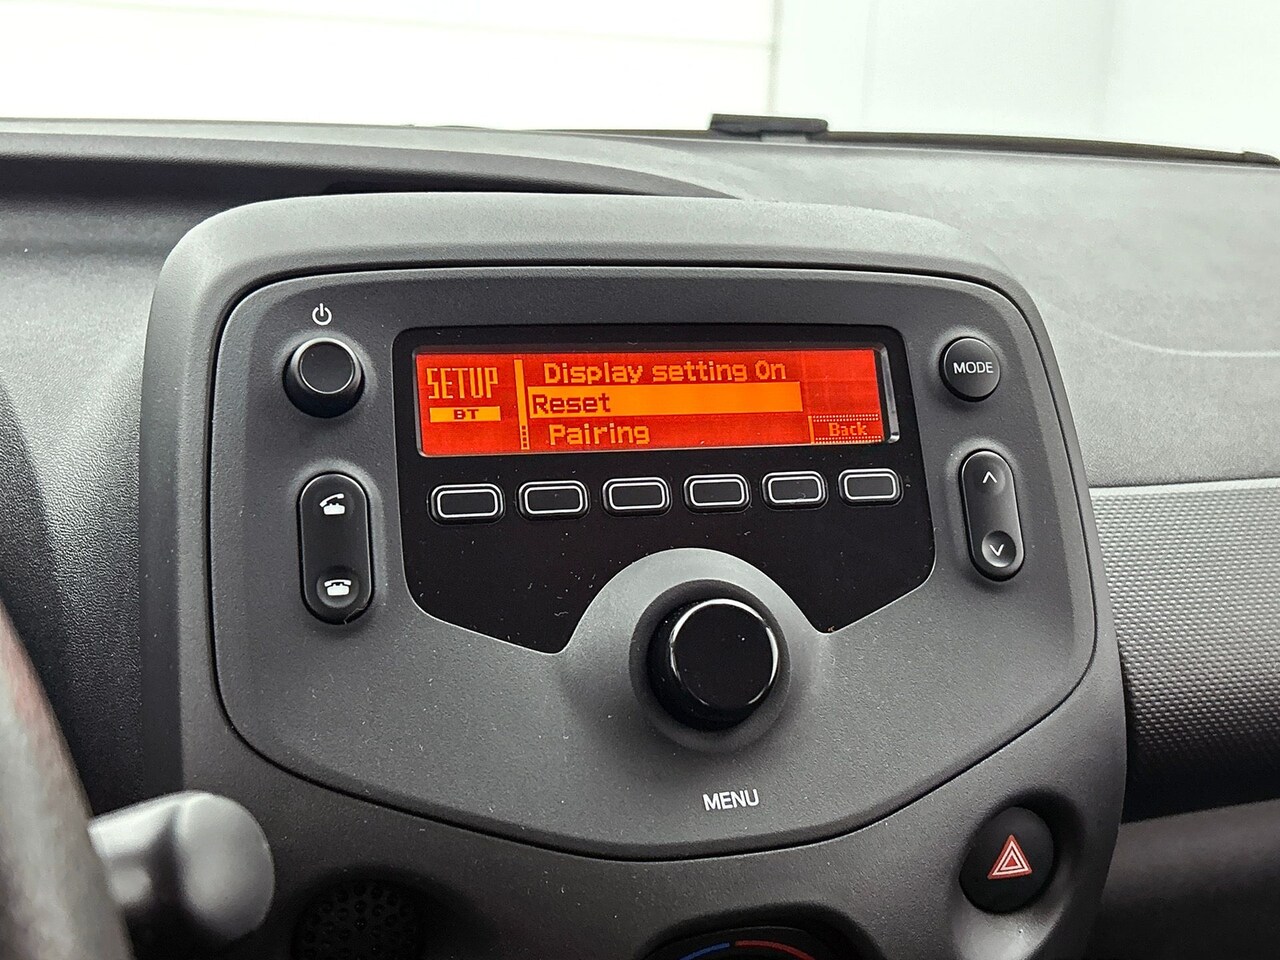 SETUP
BT
Display setting On
Reset
Pairing
Back
MODE
MENU